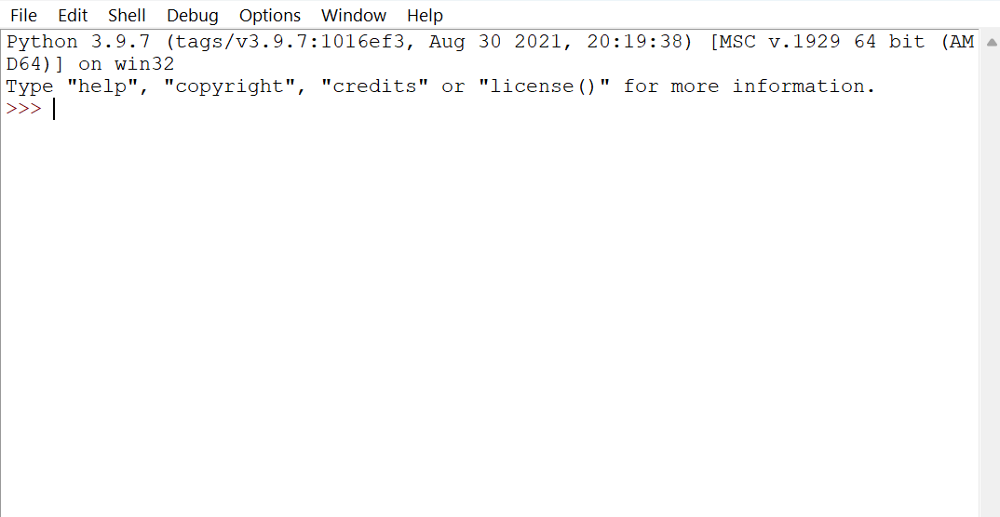 File Edit Shell Debug Options Window Help
Python 3.9.7 (tags/v3.9.7:1016ef3, Aug 30 2021, 20:19:38) [MSC v.1929 64 bit (AM
D64)] on win32
Type "help", "copyright", "credits" or "license()" for more information.
>>>